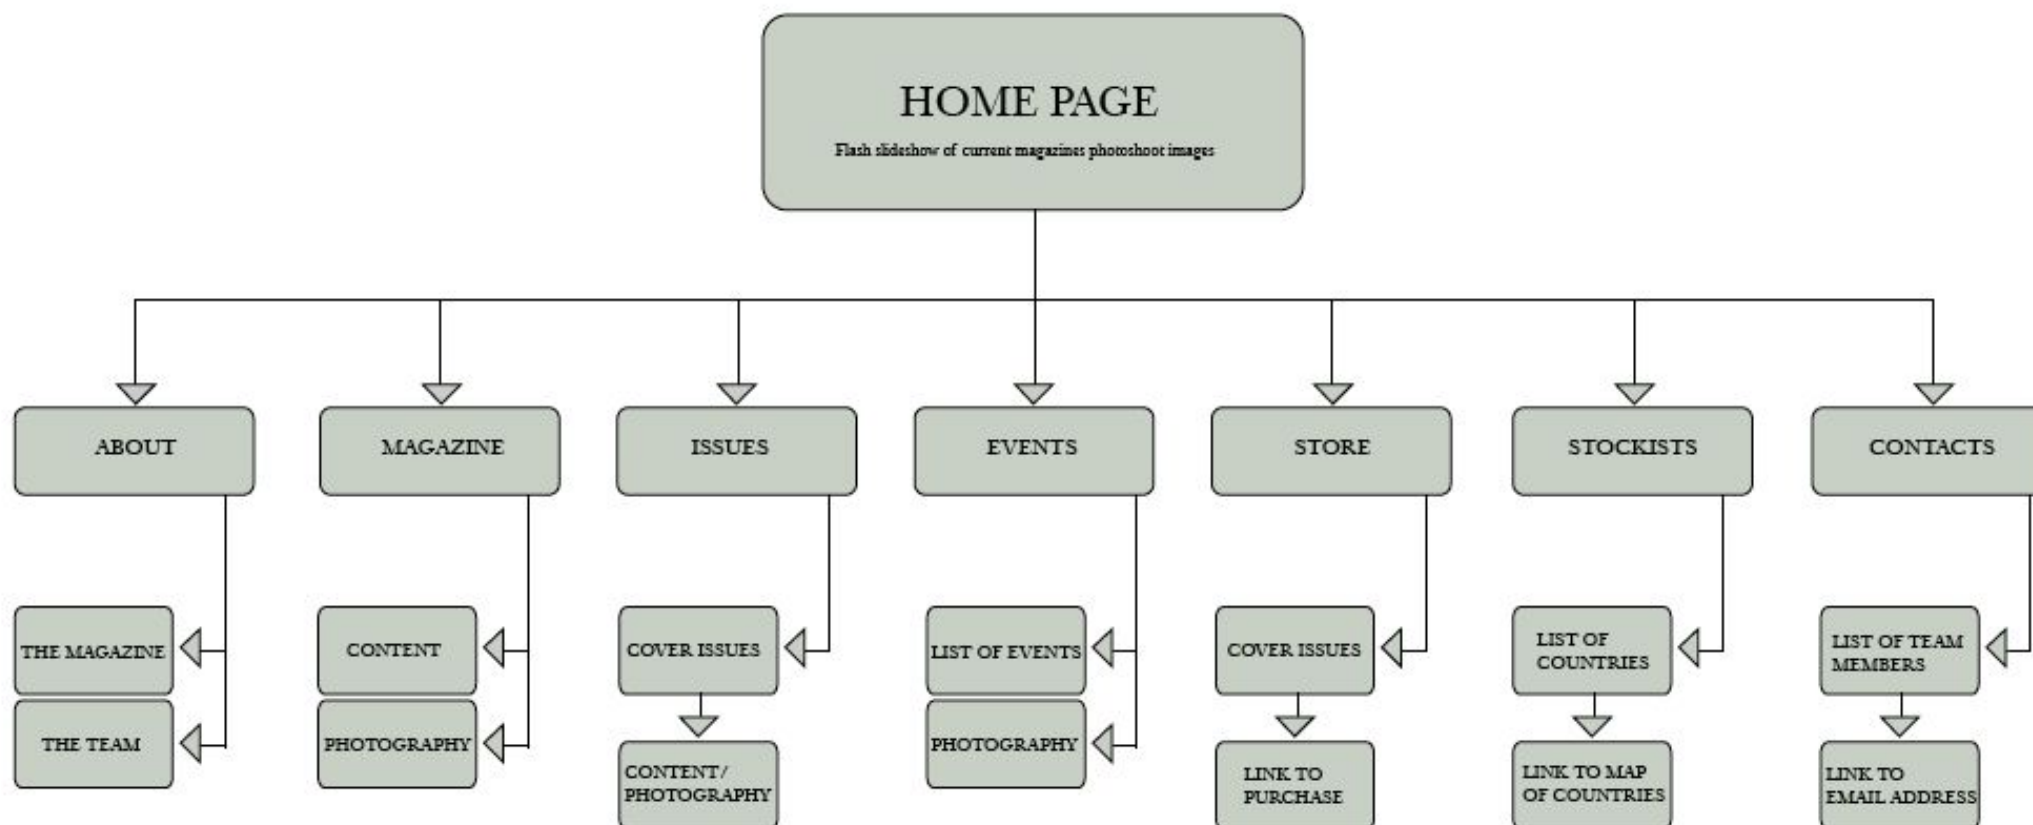 HOME PAGE
Flash slideshow of current magazines photoshoot images
ABOUT
MAGAZINE
ISSUES
EVENTS
STORE
STOCKISTS
CONTACTS
THE MAGAZINE
CONTENT
COVER ISSUES
LIST OF EVENTS
COVER ISSUES
LIST OF
COUNTRIES
LIST OF TEAM
MEMBERS
THE TEAM
PHOTOGRAPHY
CONTENT/
PHOTOGRAPHY
PHOTOGRAPHY
LINK TO
PURCHASE
LINK TO MAP
OF COUNTRIES
LINK TO
EMAIL ADDRESS